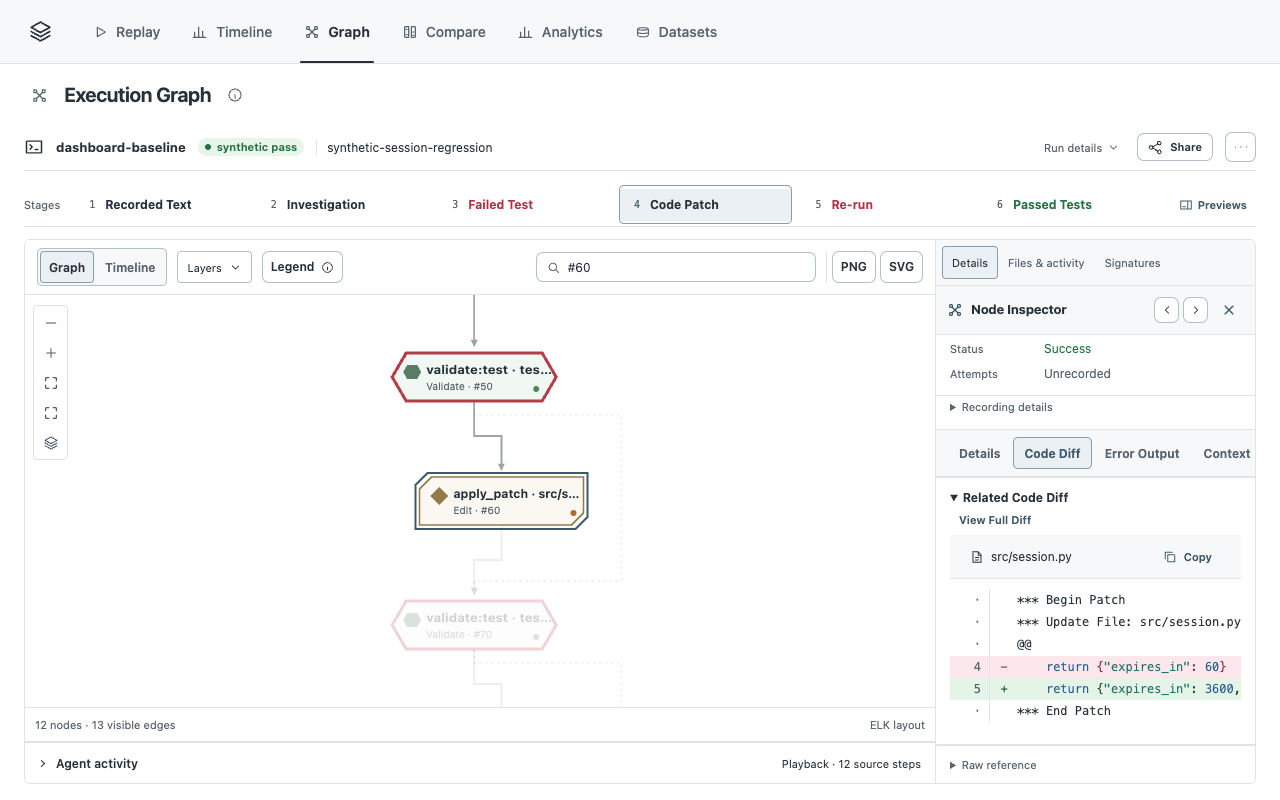 Replay Timeline Graph Compare Analytics Datasets
Execution Graph
dashboard-baseline synthetic pass synthetic-session-regression Run details Share ···
Stages 1 Recorded Text 2 Investigation 3 Failed Test 4 Code Patch 5 Re-run 6 Passed Tests Previews
Graph Timeline Layers Legend #60 PNG SVG
validate:test · tes...
Validate · #50
apply_patch · src/s...
Edit · #60
validate:test · tes...
Validate · #70
12 nodes · 13 visible edges ELK layout
Agent activity Playback · 12 source steps
Details Files & activity Signatures
Node Inspector
Status Success
Attempts Unrecorded
Recording details
Details Code Diff Error Output Context
Related Code Diff
View Full Diff
src/session.py Copy
· *** Begin Patch
· *** Update File: src/session.py
· @@
4 − return {"expires_in": 60}
5 + return {"expires_in": 3600,
· *** End Patch
Raw reference